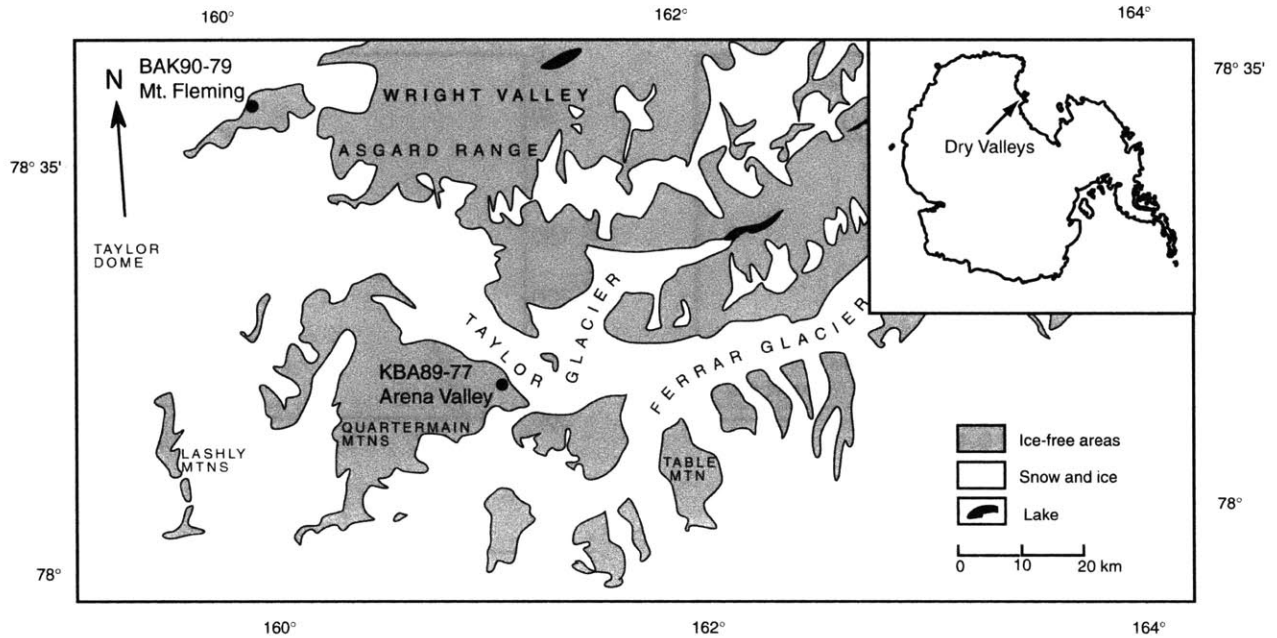 160°
162°
164°
N
BAK90-79
Mt. Fleming
WRIGHT VALLEY
ASGARD RANGE
78° 35'
78° 35'
Dry Valleys
TAYLOR
DOME
TAYLOR
GLACIER
FERRAR GLACIER
KBA89-77
Arena Valley
QUARTERMAIN
MTNS
LASHLY
MTNS
TABLE
MTN
Ice-free areas
Snow and ice
Lake
0 10 20 km
78°
78°
160°
162°
164°